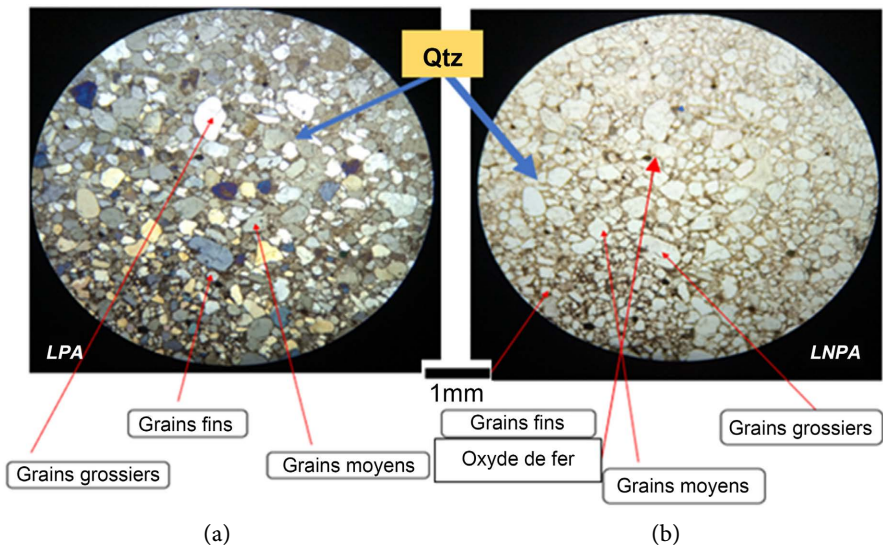 Qtz
LPA
LNPA
1mm
Grains fins
Grains grossiers
Grains moyens
Grains fins
Oxyde de fer
Grains moyens
Grains grossiers
(a)
(b)